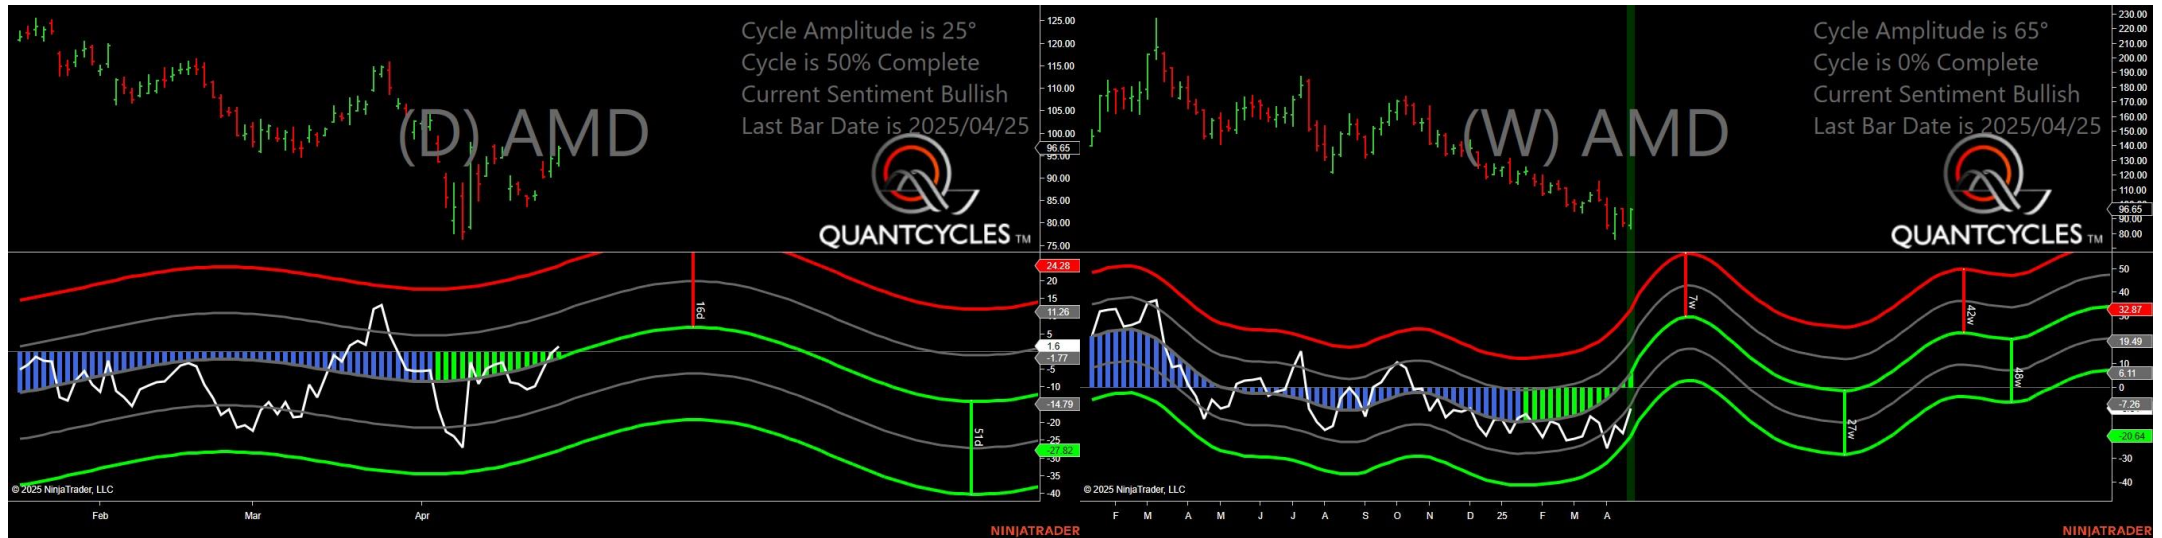 Cycle Amplitude is 25°
Cycle is 50% Complete
Current Sentiment Bullish
Last Bar Date is 2025/04/25
(D) AMD
QUANTCYCLES TM
125.00
120.00
115.00
110.00
105.00
100.00
96.65
95.00
90.00
85.00
80.00
75.00
24.28
20
15
11.26
5
1.6
-1.77
-5
-10
-14.79
-20
-25
-27.82
-30
-35
-40
16d
51d
© 2025 NinjaTrader, LLC
Feb Mar Apr
NINJATRADER
Cycle Amplitude is 65°
Cycle is 0% Complete
Current Sentiment Bullish
Last Bar Date is 2025/04/25
(W) AMD
QUANTCYCLES TM
230.00
220.00
210.00
200.00
190.00
180.00
170.00
160.00
150.00
140.00
130.00
120.00
110.00
96.65
90.00
80.00
50
40
32.87
19.49
10
6.11
0
-7.26
-20.64
-30
-40
7w
27w
42w
48w
© 2025 NinjaTrader, LLC
F M A M J J A S O N D 25 F M A
NINJATRADER